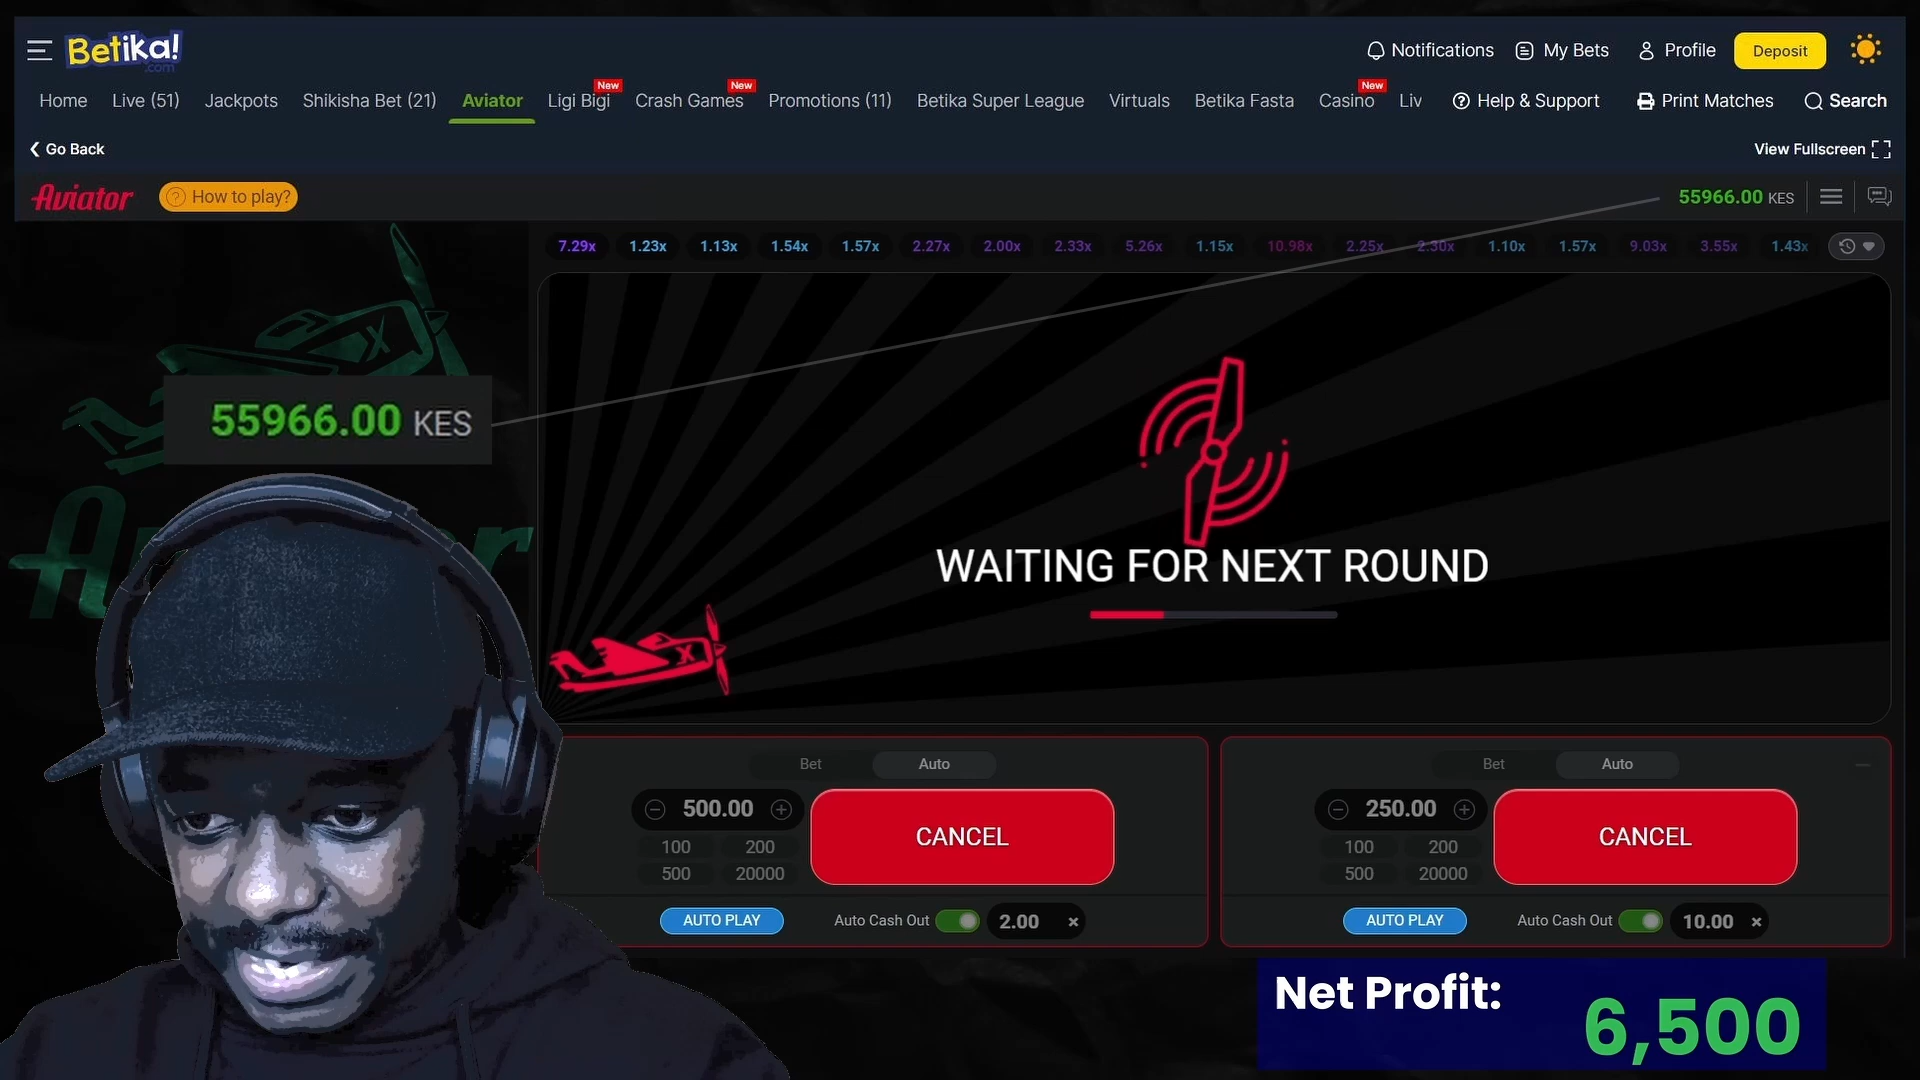 Betika!
.com
Notifications
My Bets
Profile
Deposit
Home
Live (51)
Jackpots
Shikisha Bet (21)
Aviator
Ligi Bigi
New
Crash Games
New
Promotions (11)
Betika Super League
Virtuals
Betika Fasta
Casino
New
Liv
Help & Support
Print Matches
Search
Go Back
View Fullscreen
Aviator
? How to play?
55966.00 KES
7.29x 1.23x 1.13x 1.54x 1.57x 2.27x 2.00x 2.33x 5.26x 1.15x 10.98x 2.25x 2.30x 1.10x 1.57x 9.03x 3.55x 1.43x
55966.00 KES
X
WAITING FOR NEXT ROUND
X
Bet Auto
500.00
100 200
500 20000
CANCEL
AUTO PLAY
Auto Cash Out
2.00 ×
Bet Auto
250.00
100 200
500 20000
CANCEL
AUTO PLAY
Auto Cash Out
10.00 ×
Net Profit:
6,500